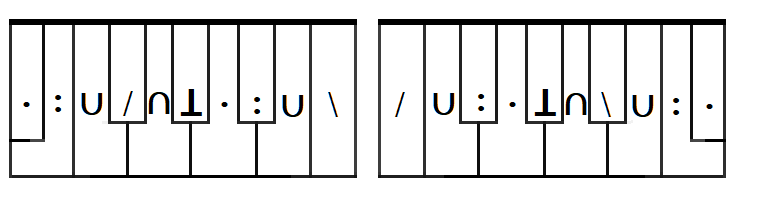 · : ∪ / ∩ ⊥ · : ∪ \ / ∪ : · ⊥ ∩ \ ∪ : ·